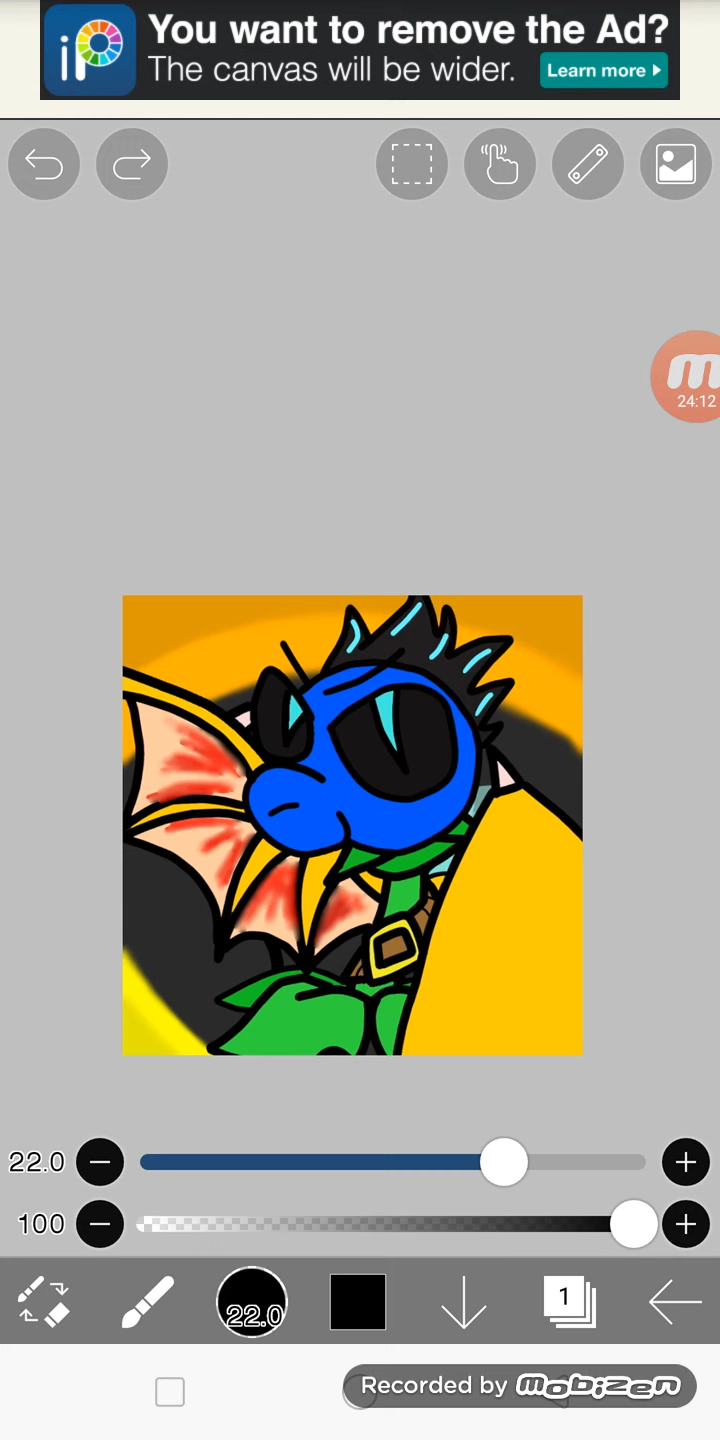 iP
You want to remove the Ad?
The canvas will be wider.
Learn more
m
24:12
22.0
100
22.0
1
Recorded by mobizen